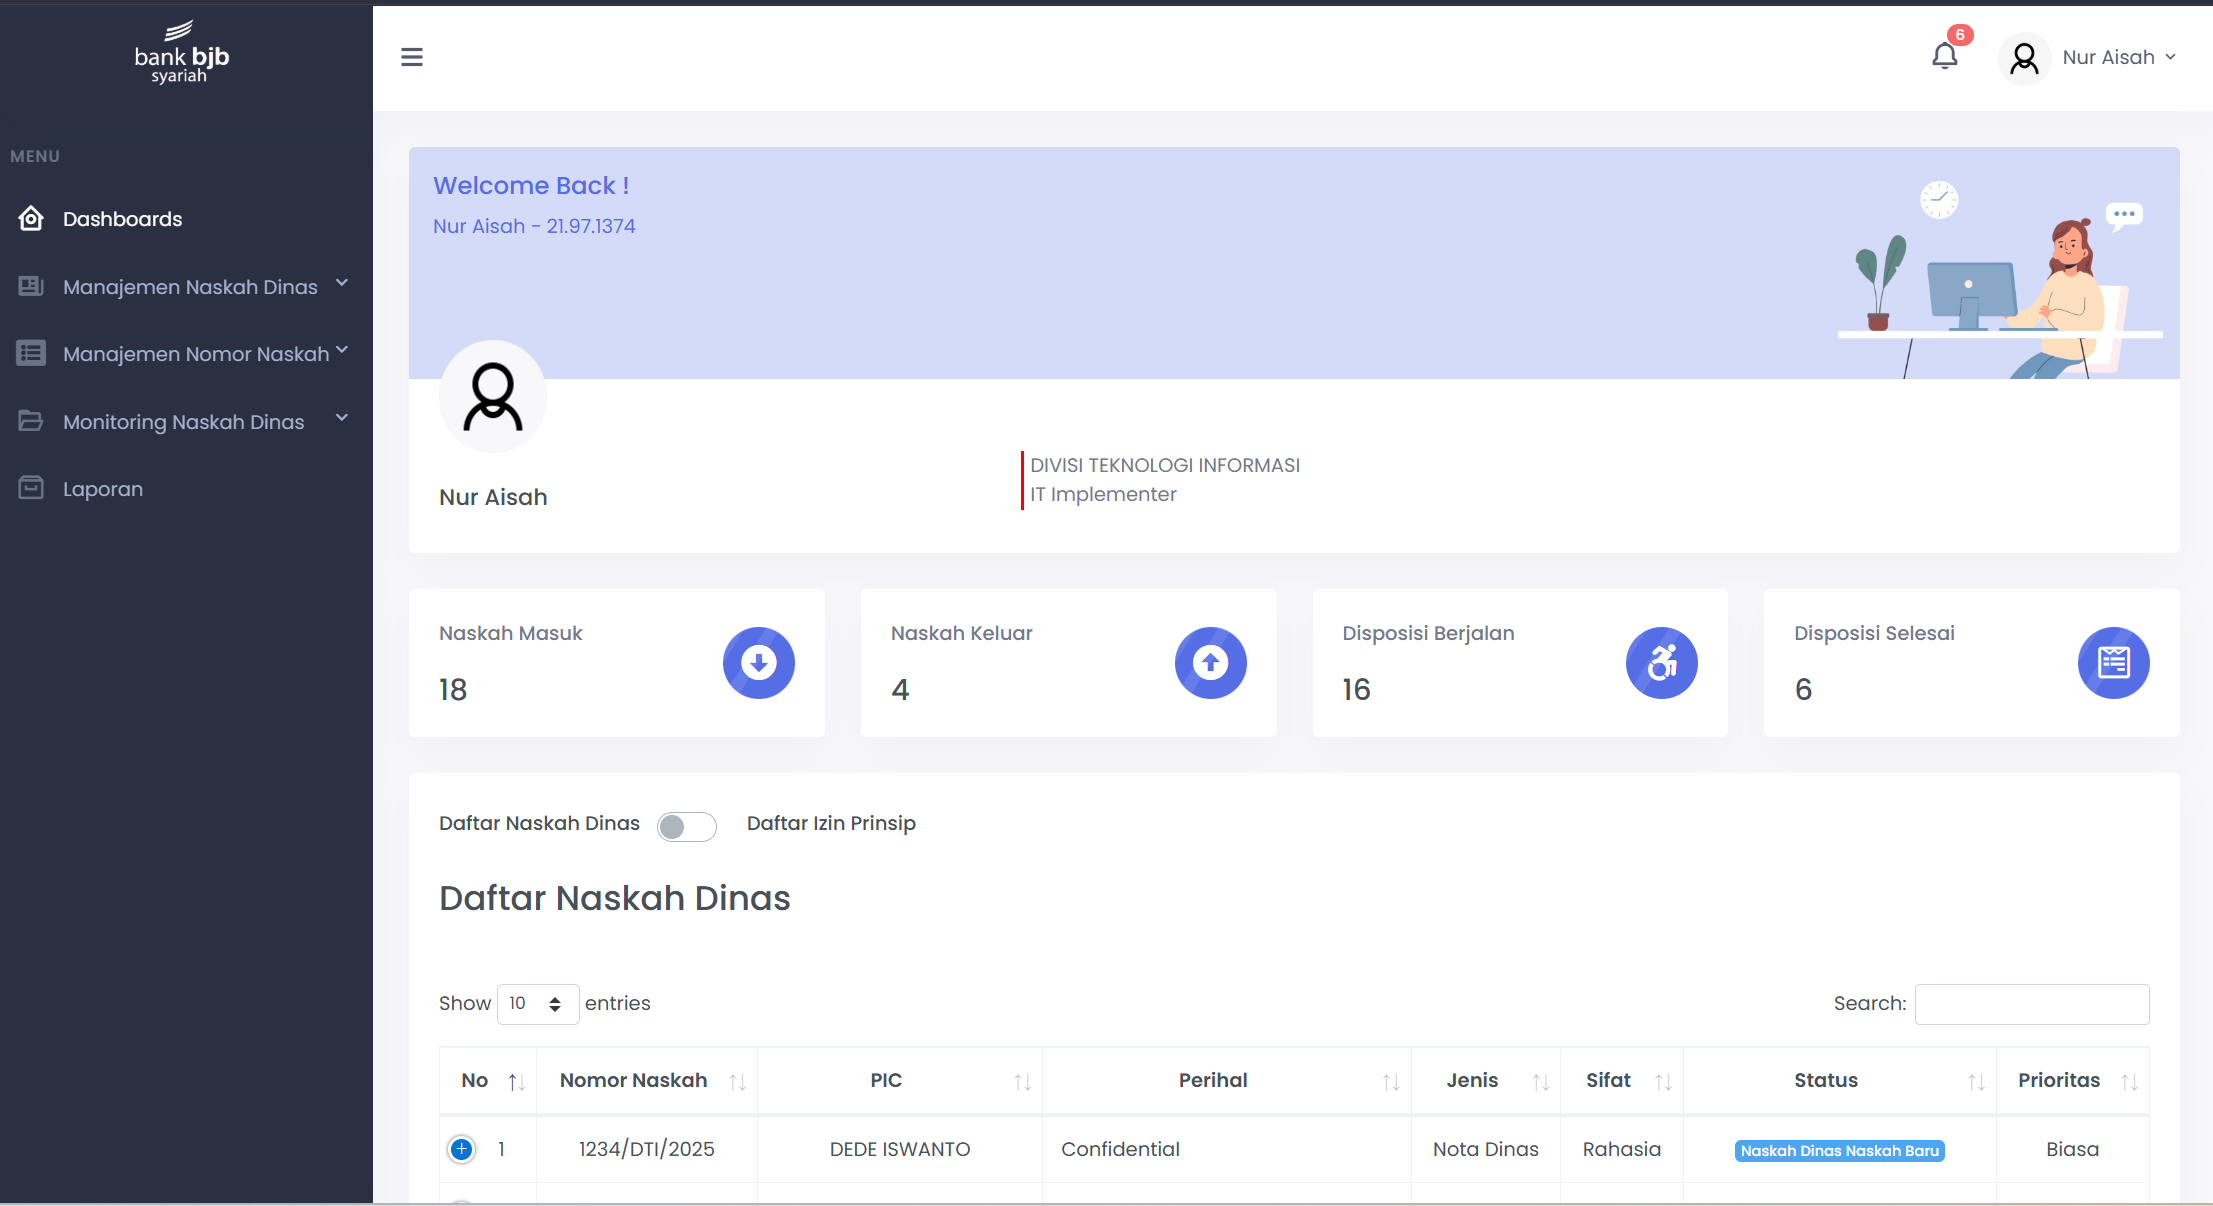 bank bjb
syariah
6
Nur Aisah
MENU
Dashboards
Manajemen Naskah Dinas
Manajemen Nomor Naskah
Monitoring Naskah Dinas
Laporan
Welcome Back !
Nur Aisah - 21.97.1374
Nur Aisah
DIVISI TEKNOLOGI INFORMASI
IT Implementer
Naskah Masuk
18
Naskah Keluar
4
Disposisi Berjalan
16
Disposisi Selesai
6
Daftar Naskah Dinas Daftar Izin Prinsip
Daftar Naskah Dinas
Show 10 entries Search:
No Nomor Naskah PIC Perihal Jenis Sifat Status Prioritas
1 1234/DTI/2025 DEDE ISWANTO Confidential Nota Dinas Rahasia Naskah Dinas Naskah Baru Biasa